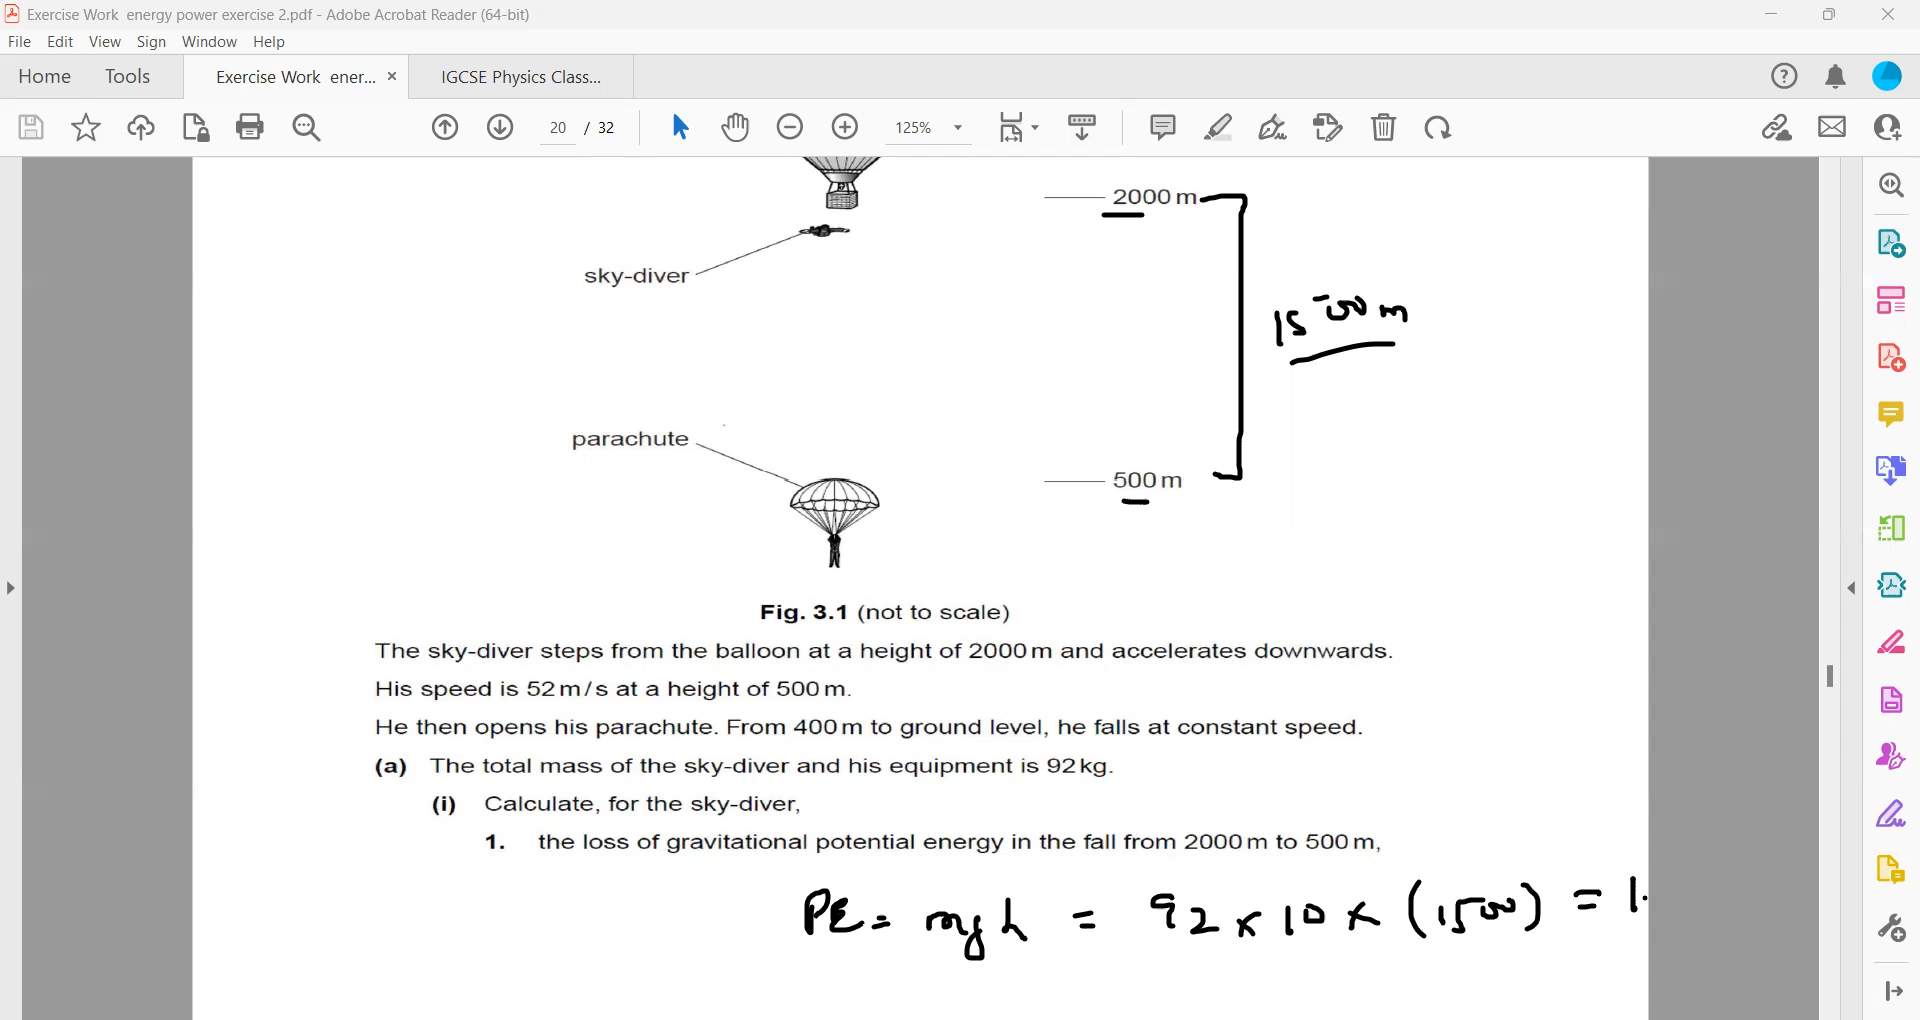 Exercise Work  energy power exercise 2.pdf - Adobe Acrobat Reader (64-bit)
File Edit View Sign Window Help
Home Tools Exercise Work  ener... × IGCSE Physics Class...
20 / 32 125%
2000 m
sky-diver
1500 m
parachute
500 m
Fig. 3.1 (not to scale)
The sky-diver steps from the balloon at a height of 2000 m and accelerates downwards.
His speed is 52 m/s at a height of 500 m.
He then opens his parachute. From 400 m to ground level, he falls at constant speed.
(a) The total mass of the sky-diver and his equipment is 92 kg.
(i) Calculate, for the sky-diver,
1. the loss of gravitational potential energy in the fall from 2000 m to 500 m,
PE = mgh = 92 x 10 x (1500) = 1.